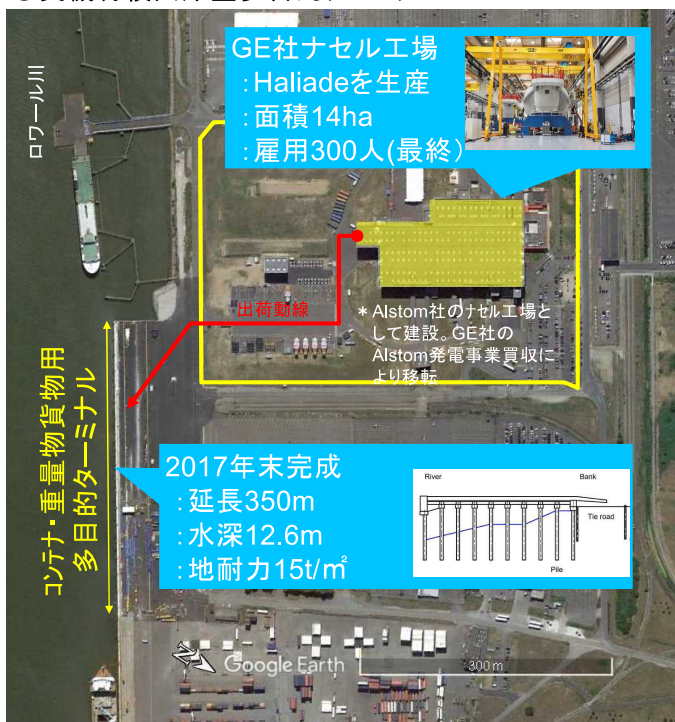 GE社ナセル工場
:Haliadeを生産
:面積14ha
:雇用300人(最終)
ロワール川
出荷動線
＊Alstom社のナセル工場と
して建設。GE社の
Alstom発電事業買収に
より移転
コンテナ・重量物貨物用
多目的ターミナル
2017年末完成
:延長350m
:水深12.6m
:地耐力15t/㎡
River
Bank
Tie road
Pile
Google Earth
300 m